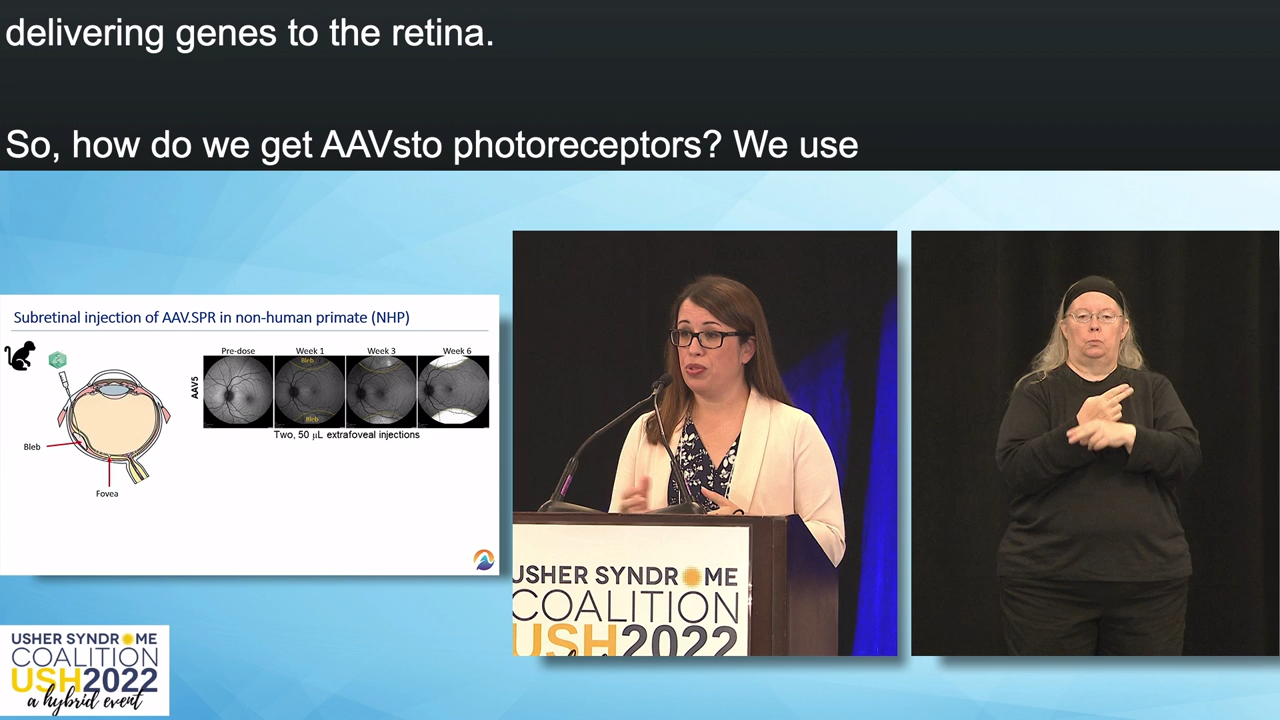 delivering genes to the retina.
So, how do we get AAVsto photoreceptors? We use
Subretinal injection of AAV.SPR in non-human primate (NHP)
Pre-dose Week 1 Week 3 Week 6
AAV5
Bleb
Bleb
Two, 50 µL extrafoveal injections
Bleb
Fovea
USHER SYNDROME
COALITION
USH2022
USHER SYNDROME
COALITION
USH2022
a hybrid event